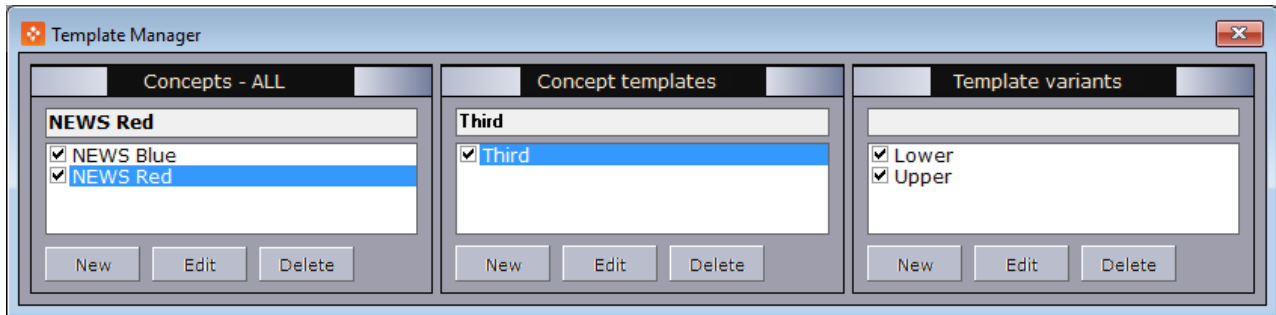 Template Manager
Concepts - ALL
NEWS Red
NEWS Blue
NEWS Red
New Edit Delete
Concept templates
Third
Third
New Edit Delete
Template variants
Lower
Upper
New Edit Delete